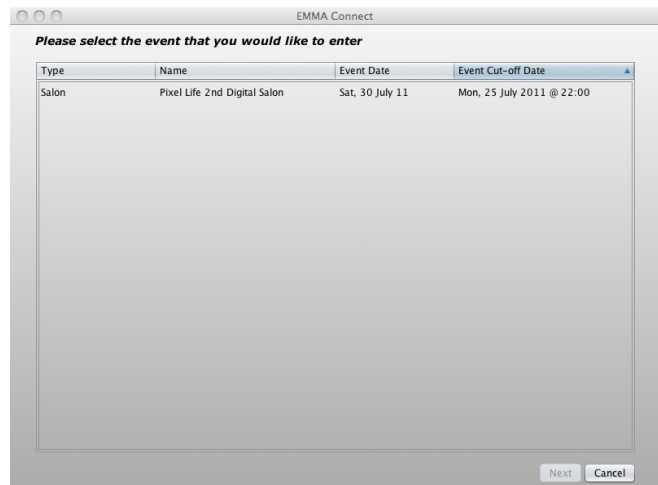 EMMA Connect
Please select the event that you would like to enter
Type Name Event Date Event Cut-off Date
Salon Pixel Life 2nd Digital Salon Sat, 30 July 11 Mon, 25 July 2011 @ 22:00
Next Cancel